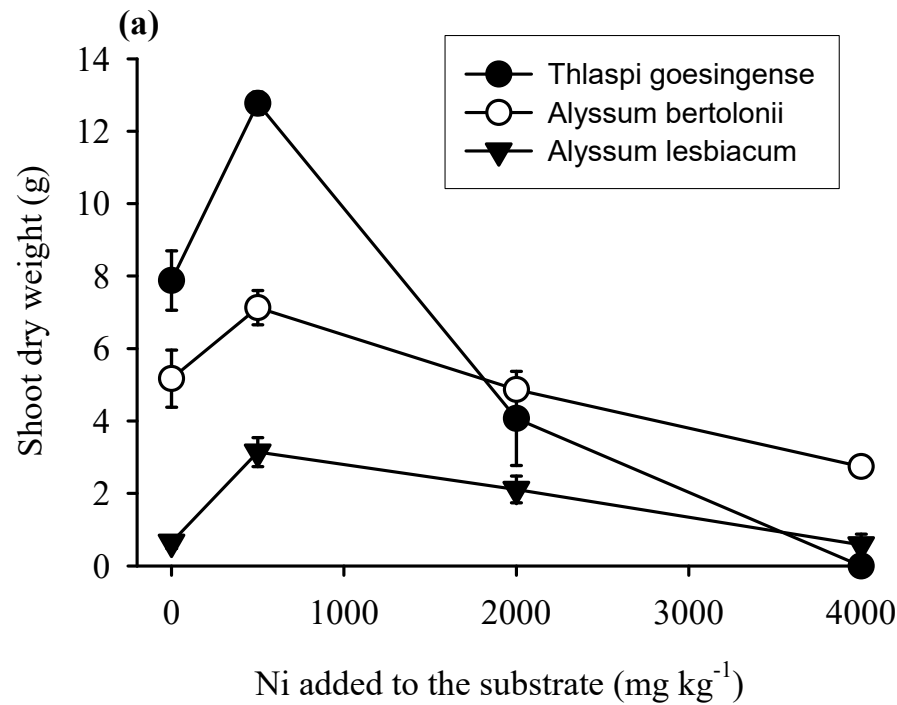 (a)
Thlaspi goesingense
Alyssum bertolonii
Alyssum lesbiacum
Shoot dry weight (g)
14
12
10
8
6
4
2
0
0 1000 2000 3000 4000
Ni added to the substrate (mg kg⁻¹)